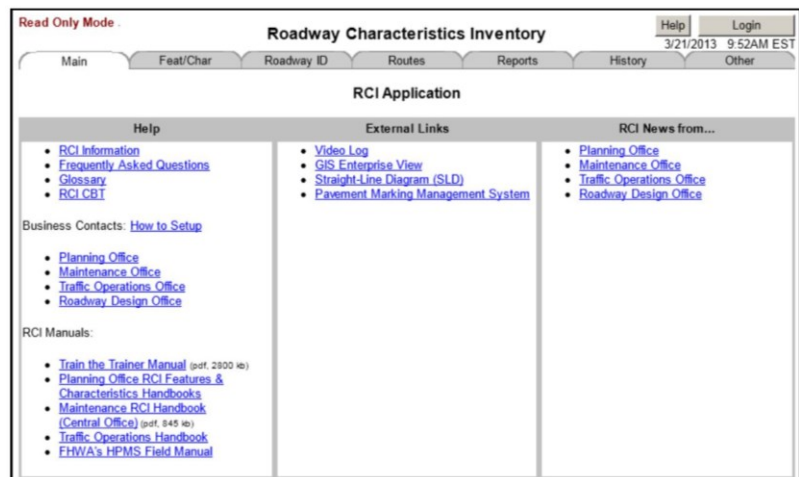 Read Only Mode .
Roadway Characteristics Inventory
Help Login
3/21/2013 9:52AM EST
Main Feat/Char Roadway ID Routes Reports History Other
RCI Application
Help
• RCI Information
• Frequently Asked Questions
• Glossary
• RCI CBT
Business Contacts: How to Setup
• Planning Office
• Maintenance Office
• Traffic Operations Office
• Roadway Design Office
RCI Manuals:
• Train the Trainer Manual (pdf, 2800 kb)
• Planning Office RCI Features &
Characteristics Handbooks
• Maintenance RCI Handbook
(Central Office) (pdf, 845 kb)
• Traffic Operations Handbook
• FHWA's HPMS Field Manual
External Links
• Video Log
• GIS Enterprise View
• Straight-Line Diagram (SLD)
• Pavement Marking Management System
RCI News from...
• Planning Office
• Maintenance Office
• Traffic Operations Office
• Roadway Design Office